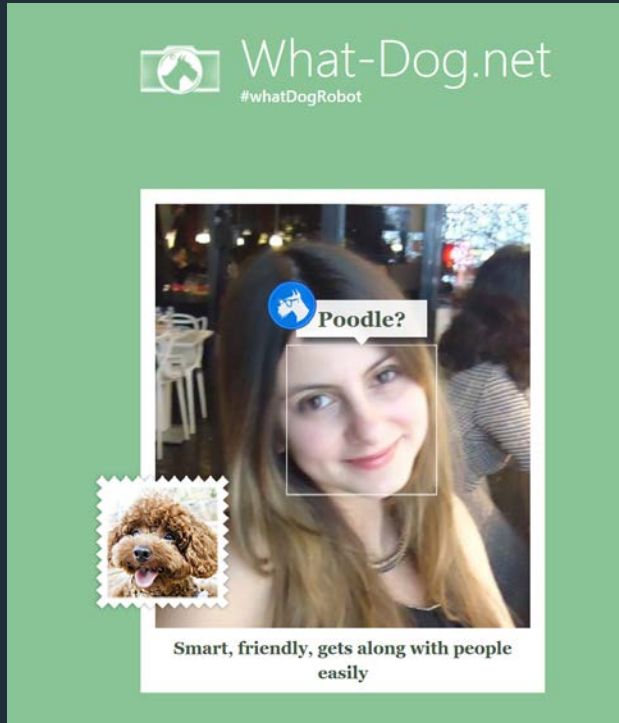 What-Dog.net
#whatDogRobot
Poodle?
Smart, friendly, gets along with people
easily